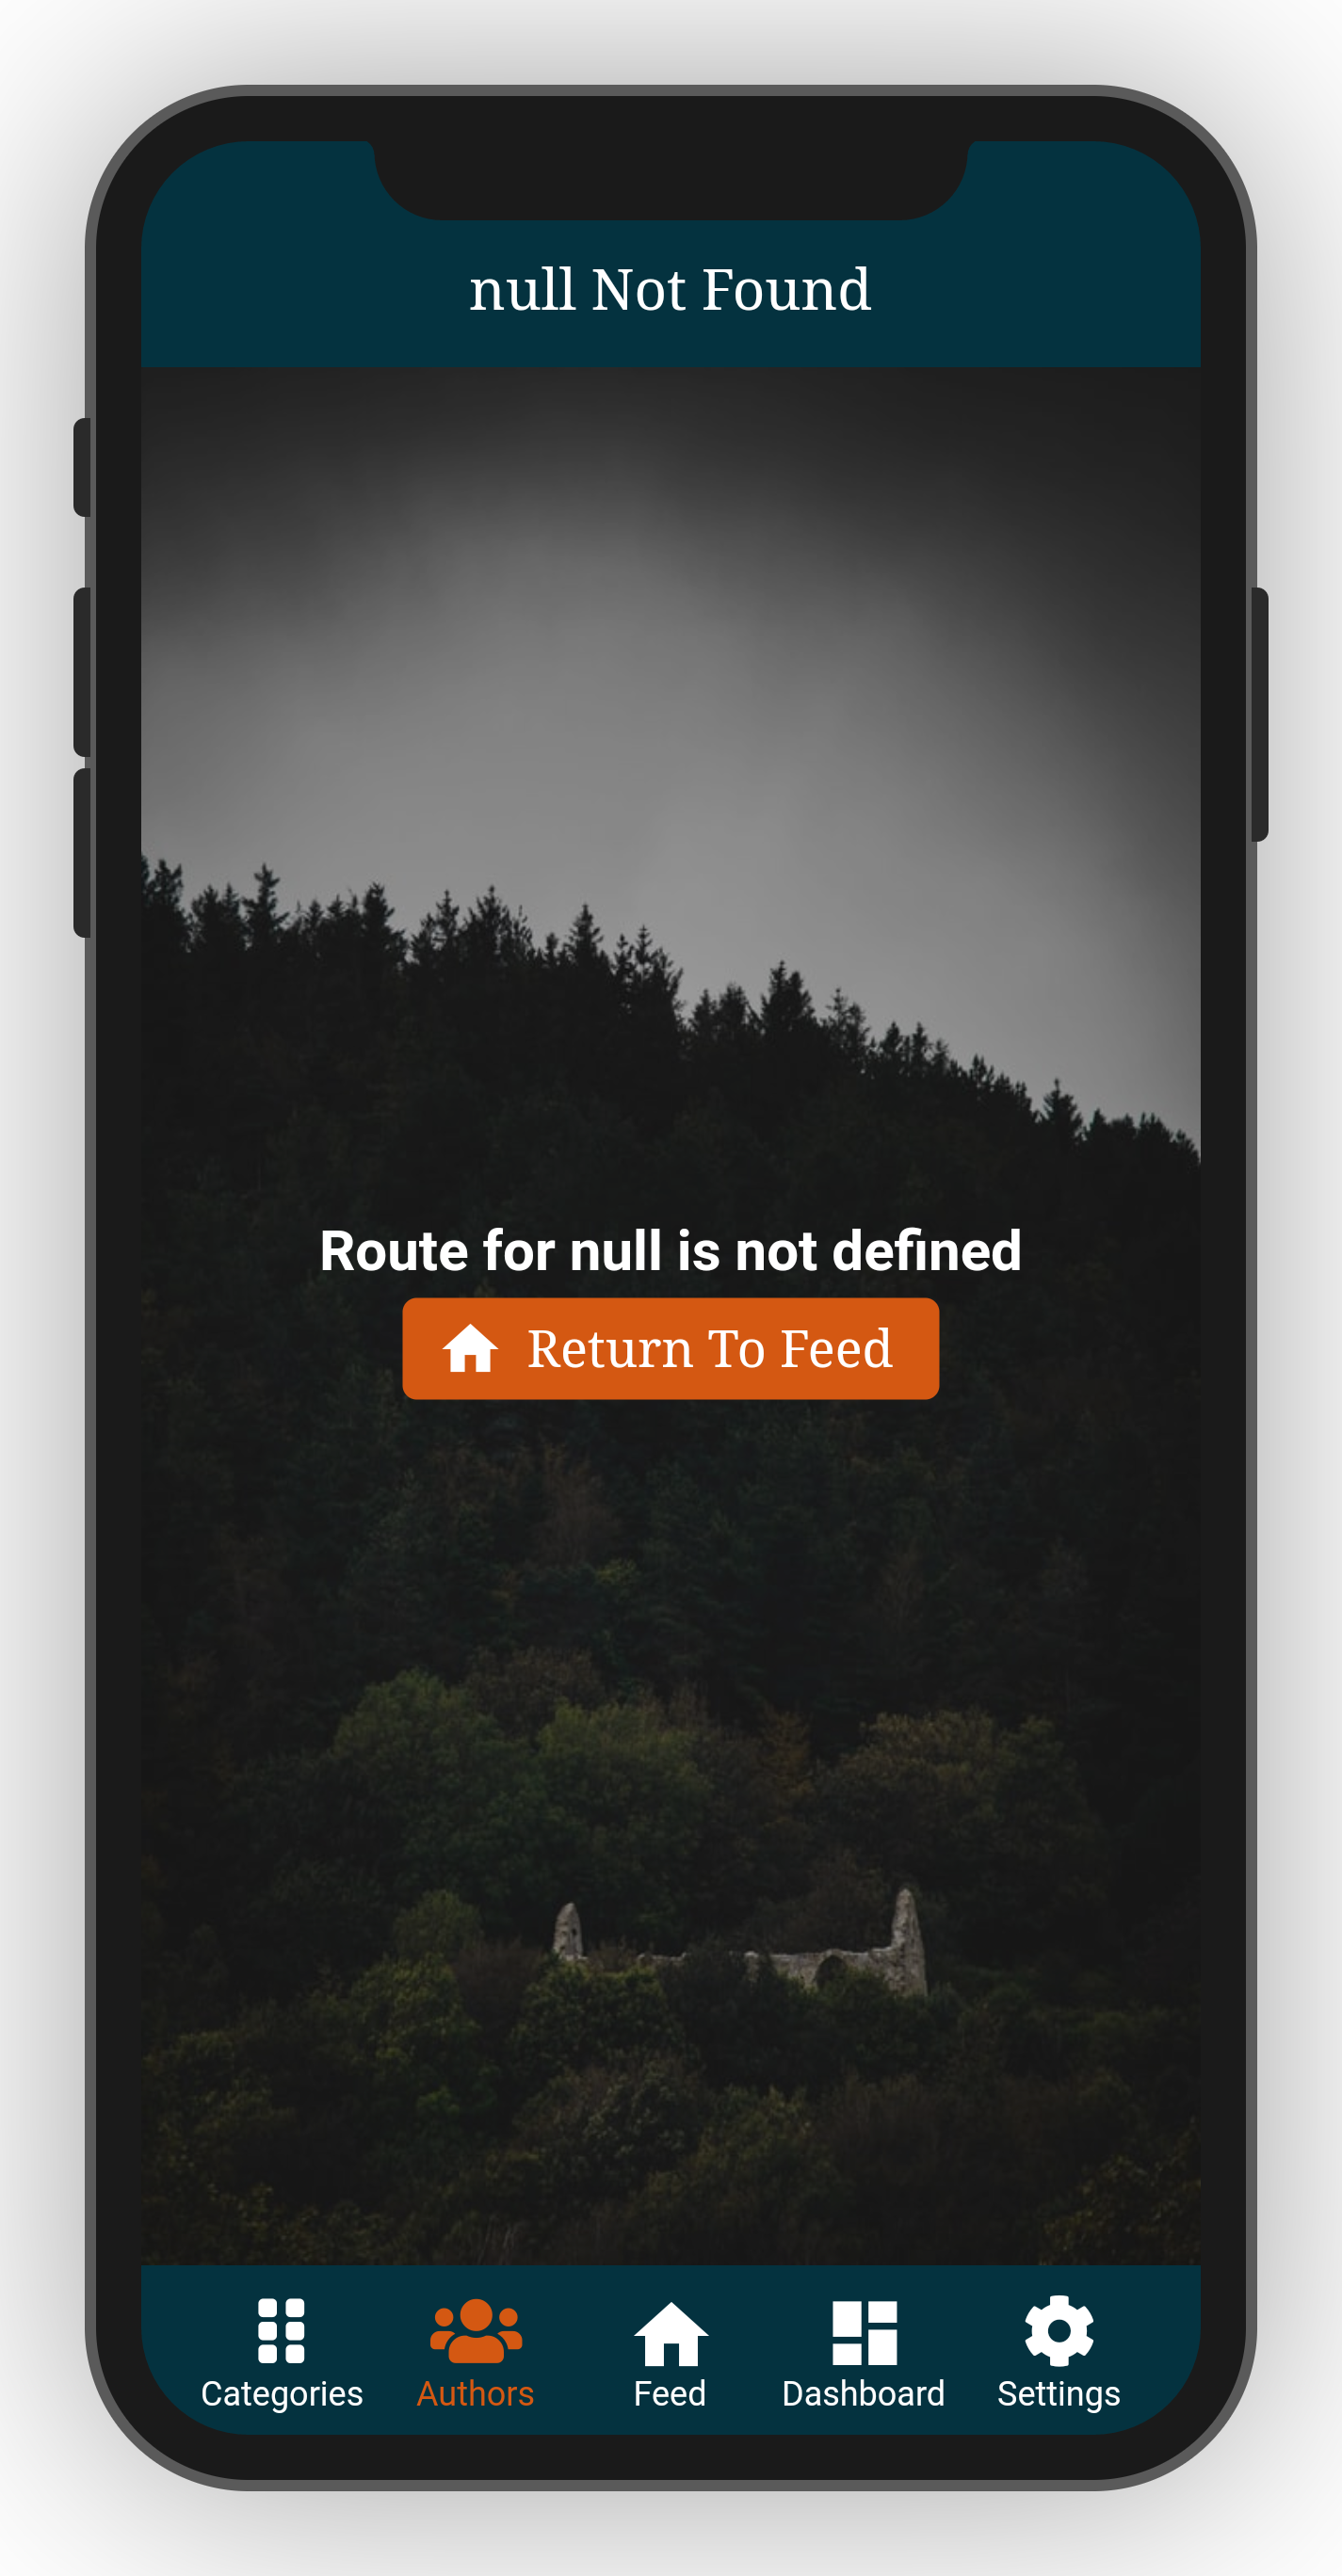 null Not Found
Route for null is not defined
Return To Feed
Categories Authors Feed Dashboard Settings